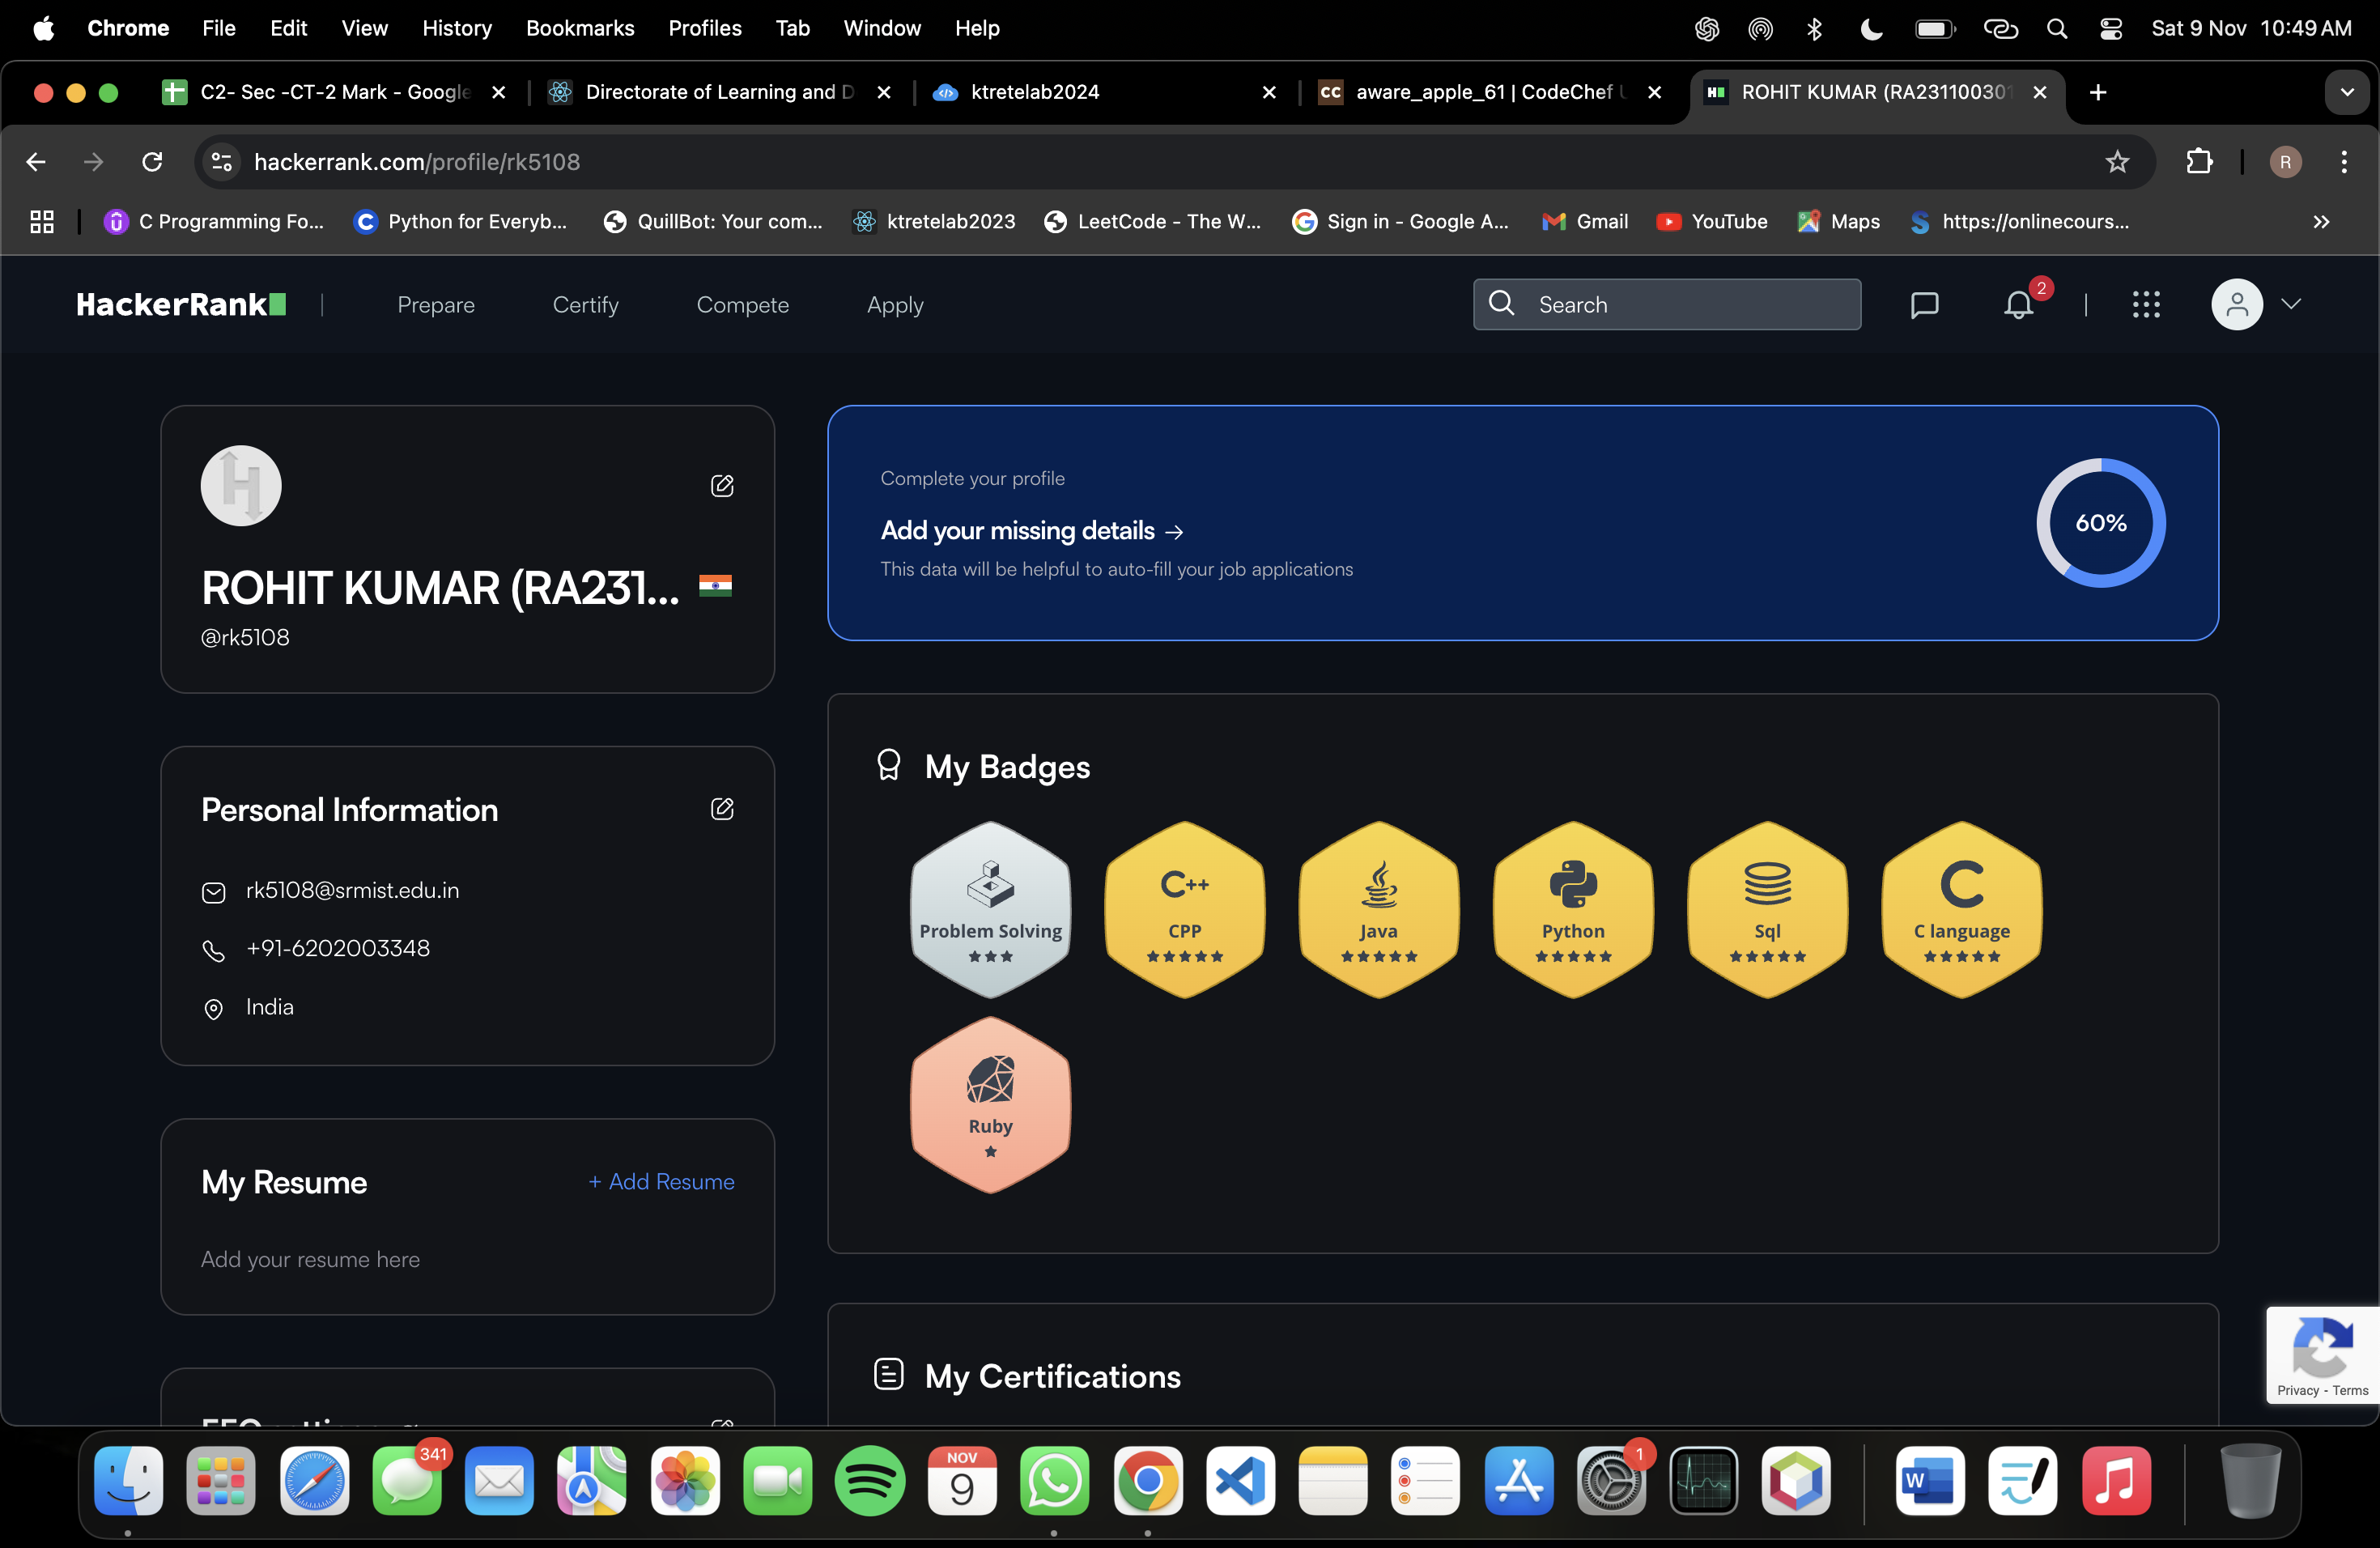 Chrome File Edit View History Bookmarks Profiles Tab Window Help Sat 9 Nov 10:49 AM
C2- Sec -CT-2 Mark - Google CC Directorate of Learning and D ktretelab2024 aware_apple_61 | CodeChef U ROHIT KUMAR (RA231100301
hackerrank.com/profile/rk5108 R
C Programming Fo... Python for Everyb... QuillBot: Your com... ktretelab2023 LeetCode - The W... Sign in - Google A... Gmail YouTube Maps https://onlinecours...
HackerRank Prepare Certify Compete Apply Search 2
ROHIT KUMAR (RA231...
@rk5108
Complete your profile
Add your missing details →
This data will be helpful to auto-fill your job applications
60%
Personal Information
rk5108@srmist.edu.in
+91-6202003348
India
My Resume + Add Resume
Add your resume here
My Badges
Problem Solving
C++
CPP
Java
Python
Sql
C language
Ruby
My Certifications
Privacy - Terms
341
NOV
9
1
W